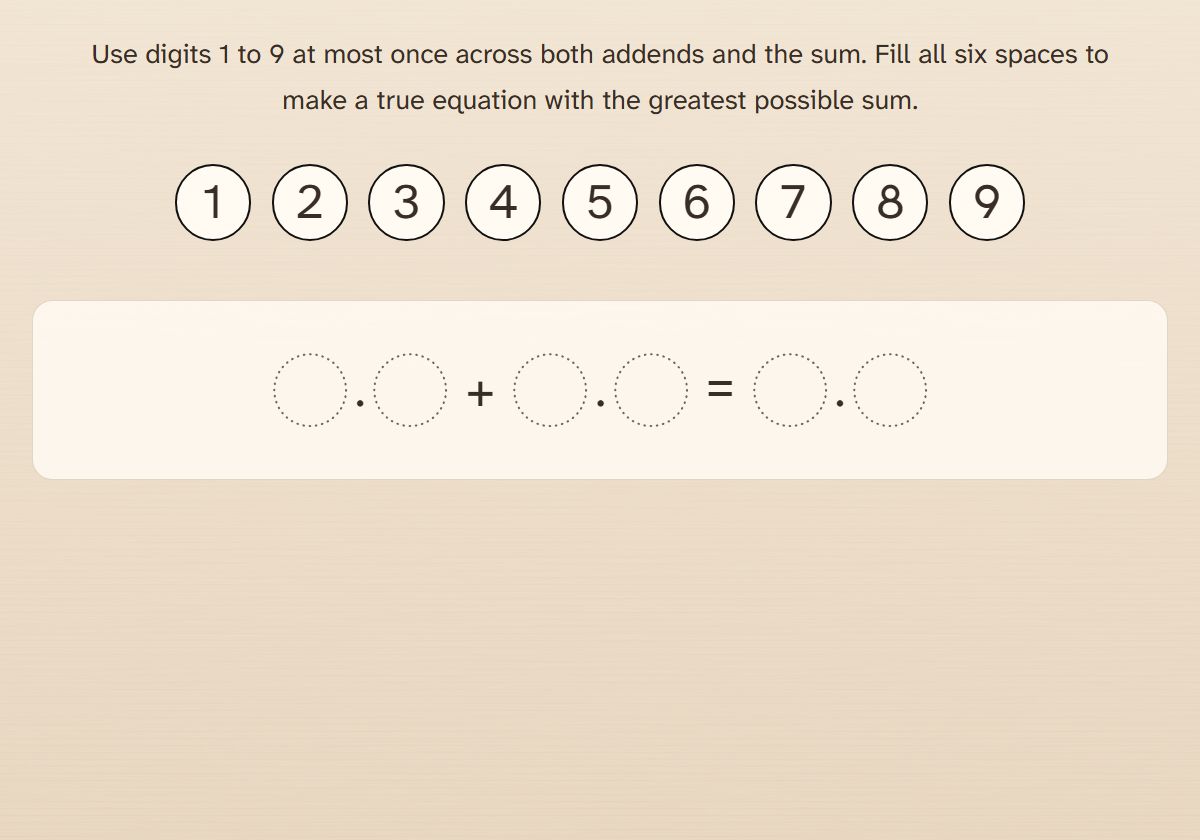 Use digits 1 to 9 at most once across both addends and the sum. Fill all six spaces to
make a true equation with the greatest possible sum.
1 2 3 4 5 6 7 8 9
. + . = .